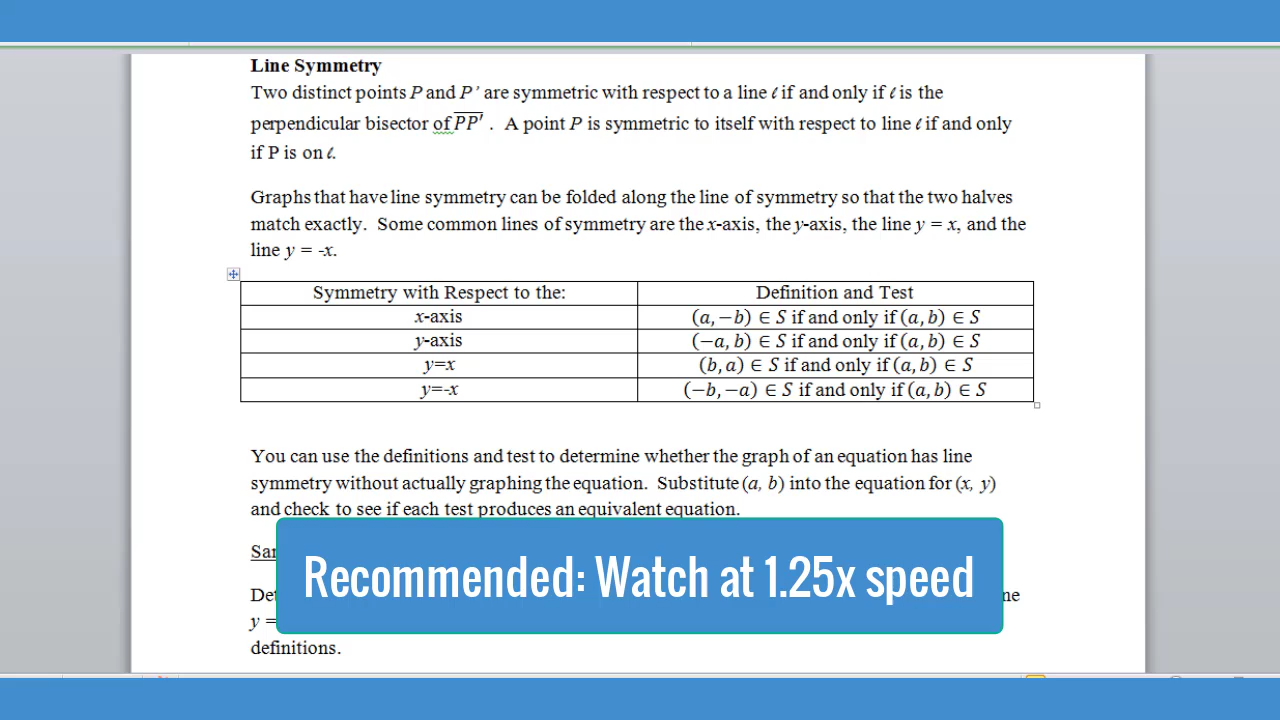 Line Symmetry
Two distinct points P and P' are symmetric with respect to a line ℓ if and only if ℓ is the
perpendicular bisector of P̅P̅'̅ . A point P is symmetric to itself with respect to line ℓ if and only
if P is on ℓ.
Graphs that have line symmetry can be folded along the line of symmetry so that the two halves
match exactly. Some common lines of symmetry are the x-axis, the y-axis, the line y = x, and the
line y = -x.
Symmetry with Respect to the: Definition and Test
x-axis (a, −b) ∈ S if and only if (a, b) ∈ S
y-axis (−a, b) ∈ S if and only if (a, b) ∈ S
y=x (b, a) ∈ S if and only if (a, b) ∈ S
y=-x (−b, −a) ∈ S if and only if (a, b) ∈ S
You can use the definitions and test to determine whether the graph of an equation has line
symmetry without actually graphing the equation. Substitute (a, b) into the equation for (x, y)
and check to see if each test produces an equivalent equation.
Recommended: Watch at 1.25x speed
y =
definitions.